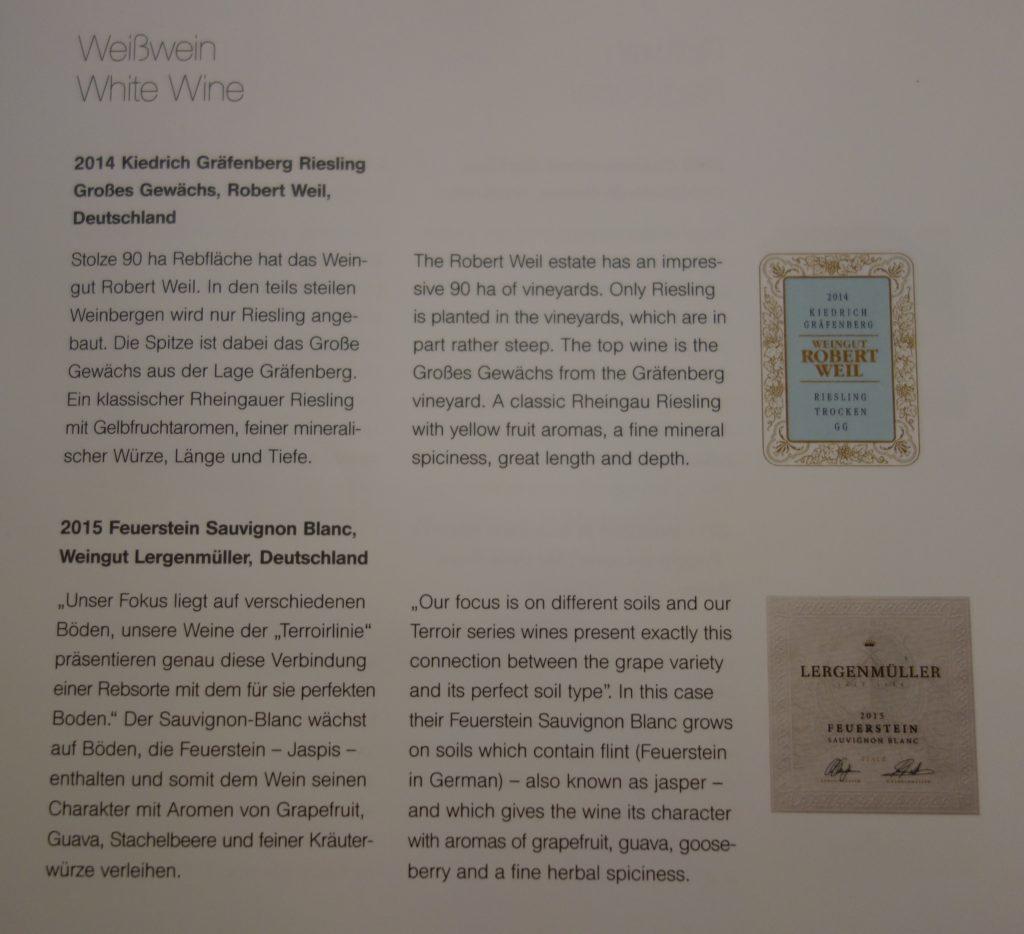 Weißwein
White Wine
2014 Kiedrich Gräfenberg Riesling
Großes Gewächs, Robert Weil,
Deutschland
Stolze 90 ha Rebfläche hat das Wein-
gut Robert Weil. In den teils steilen
Weinbergen wird nur Riesling ange-
baut. Die Spitze ist dabei das Große
Gewächs aus der Lage Gräfenberg.
Ein klassischer Rheingauer Riesling
mit Gelbfruchtaromen, feiner minerali-
scher Würze, Länge und Tiefe.
The Robert Weil estate has an impres-
sive 90 ha of vineyards. Only Riesling
is planted in the vineyards, which are in
part rather steep. The top wine is the
Großes Gewächs from the Gräfenberg
vineyard. A classic Rheingau Riesling
with yellow fruit aromas, a fine mineral
spiciness, great length and depth.
2014
KIEDRICH
GRÄFENBERG
WEINGUT
ROBERT
WEIL
RIESLING
TROCKEN
GG
2015 Feuerstein Sauvignon Blanc,
Weingut Lergenmüller, Deutschland
„Unser Fokus liegt auf verschiedenen
Böden, unsere Weine der „Terroirlinie“
präsentieren genau diese Verbindung
einer Rebsorte mit dem für sie perfekten
Boden.“ Der Sauvignon-Blanc wächst
auf Böden, die Feuerstein – Jaspis –
enthalten und somit dem Wein seinen
Charakter mit Aromen von Grapefruit,
Guava, Stachelbeere und feiner Kräuter-
würze verleihen.
„Our focus is on different soils and our
Terroir series wines present exactly this
connection between the grape variety
and its perfect soil type”. In this case
their Feuerstein Sauvignon Blanc grows
on soils which contain flint (Feuerstein
in German) – also known as jasper –
and which gives the wine its character
with aromas of grapefruit, guava, goose-
berry and a fine herbal spiciness.
LERGENMÜLLER
2015
FEUERSTEIN
SAUVIGNON BLANC
PFALZ